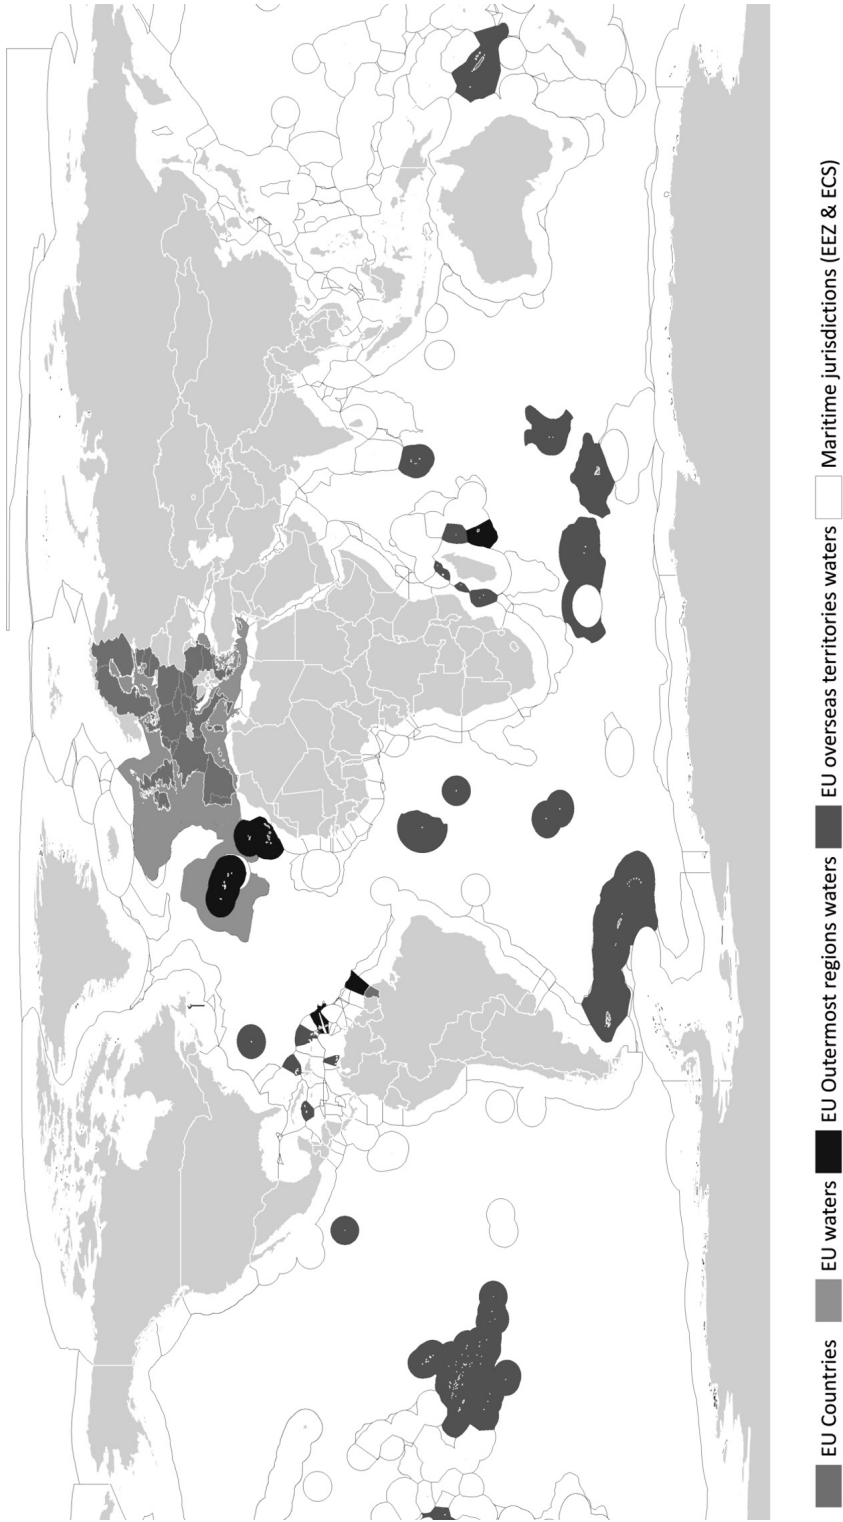 EU Countries
EU waters
EU Outermost regions waters
EU overseas territories waters
Maritime jurisdictions (EEZ & ECS)